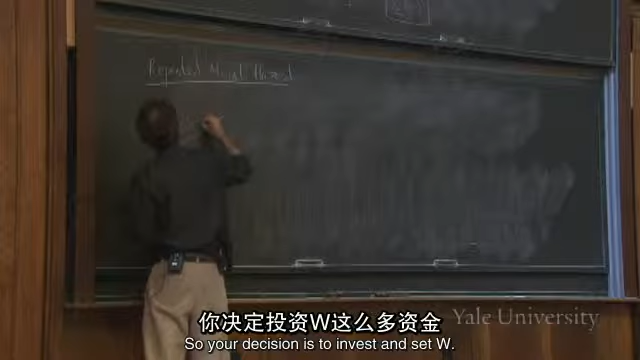 Repeated Moral Hazard
你决定投资W这么多资金
So your decision is to invest and set W.
Yale University